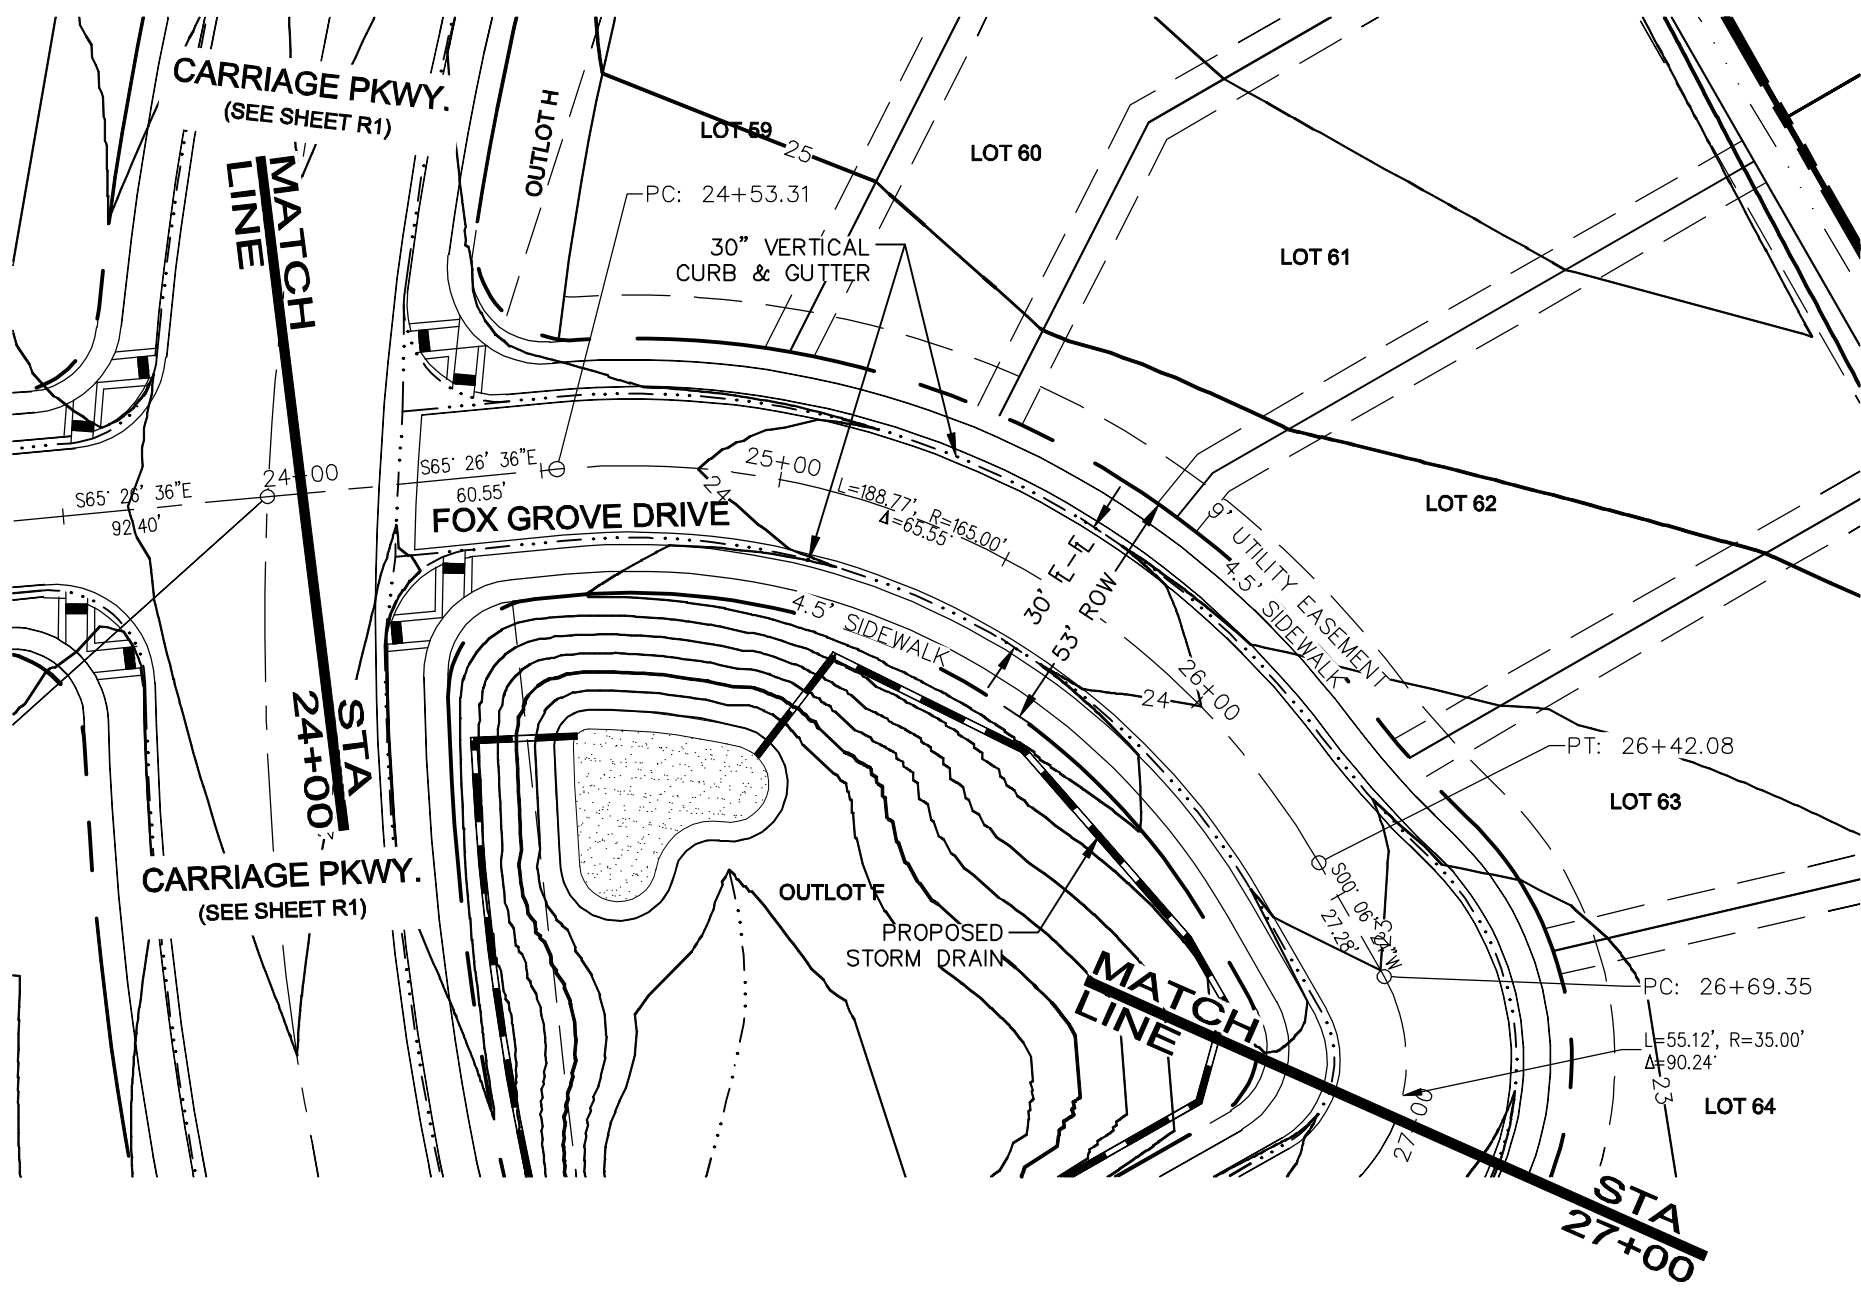 CARRIAGE PKWY.
(SEE SHEET R1)
MATCH
LINE
OUTLOT H
LOT 59
25
LOT 60
PC: 24+53.31
30" VERTICAL
CURB & GUTTER
LOT 61
24+00
S65° 26' 36"E
92.40'
S65° 26' 36"E
60.55'
FOX GROVE DRIVE
25+00
24
L=188.77', R=165.00'
Δ=65.55°
LOT 62
9' UTILITY EASEMENT
4.5' SIDEWALK
30' E-E
53' ROW
4.5' SIDEWALK
26+00
24
STA
24+00
PT: 26+42.08
LOT 63
S00° 06' 24"W
27.28'
CARRIAGE PKWY.
(SEE SHEET R1)
OUTLOT F
PROPOSED
STORM DRAIN
MATCH
LINE
PC: 26+69.35
L=55.12', R=35.00'
Δ=90.24°
23
LOT 64
27+00
STA
27+00